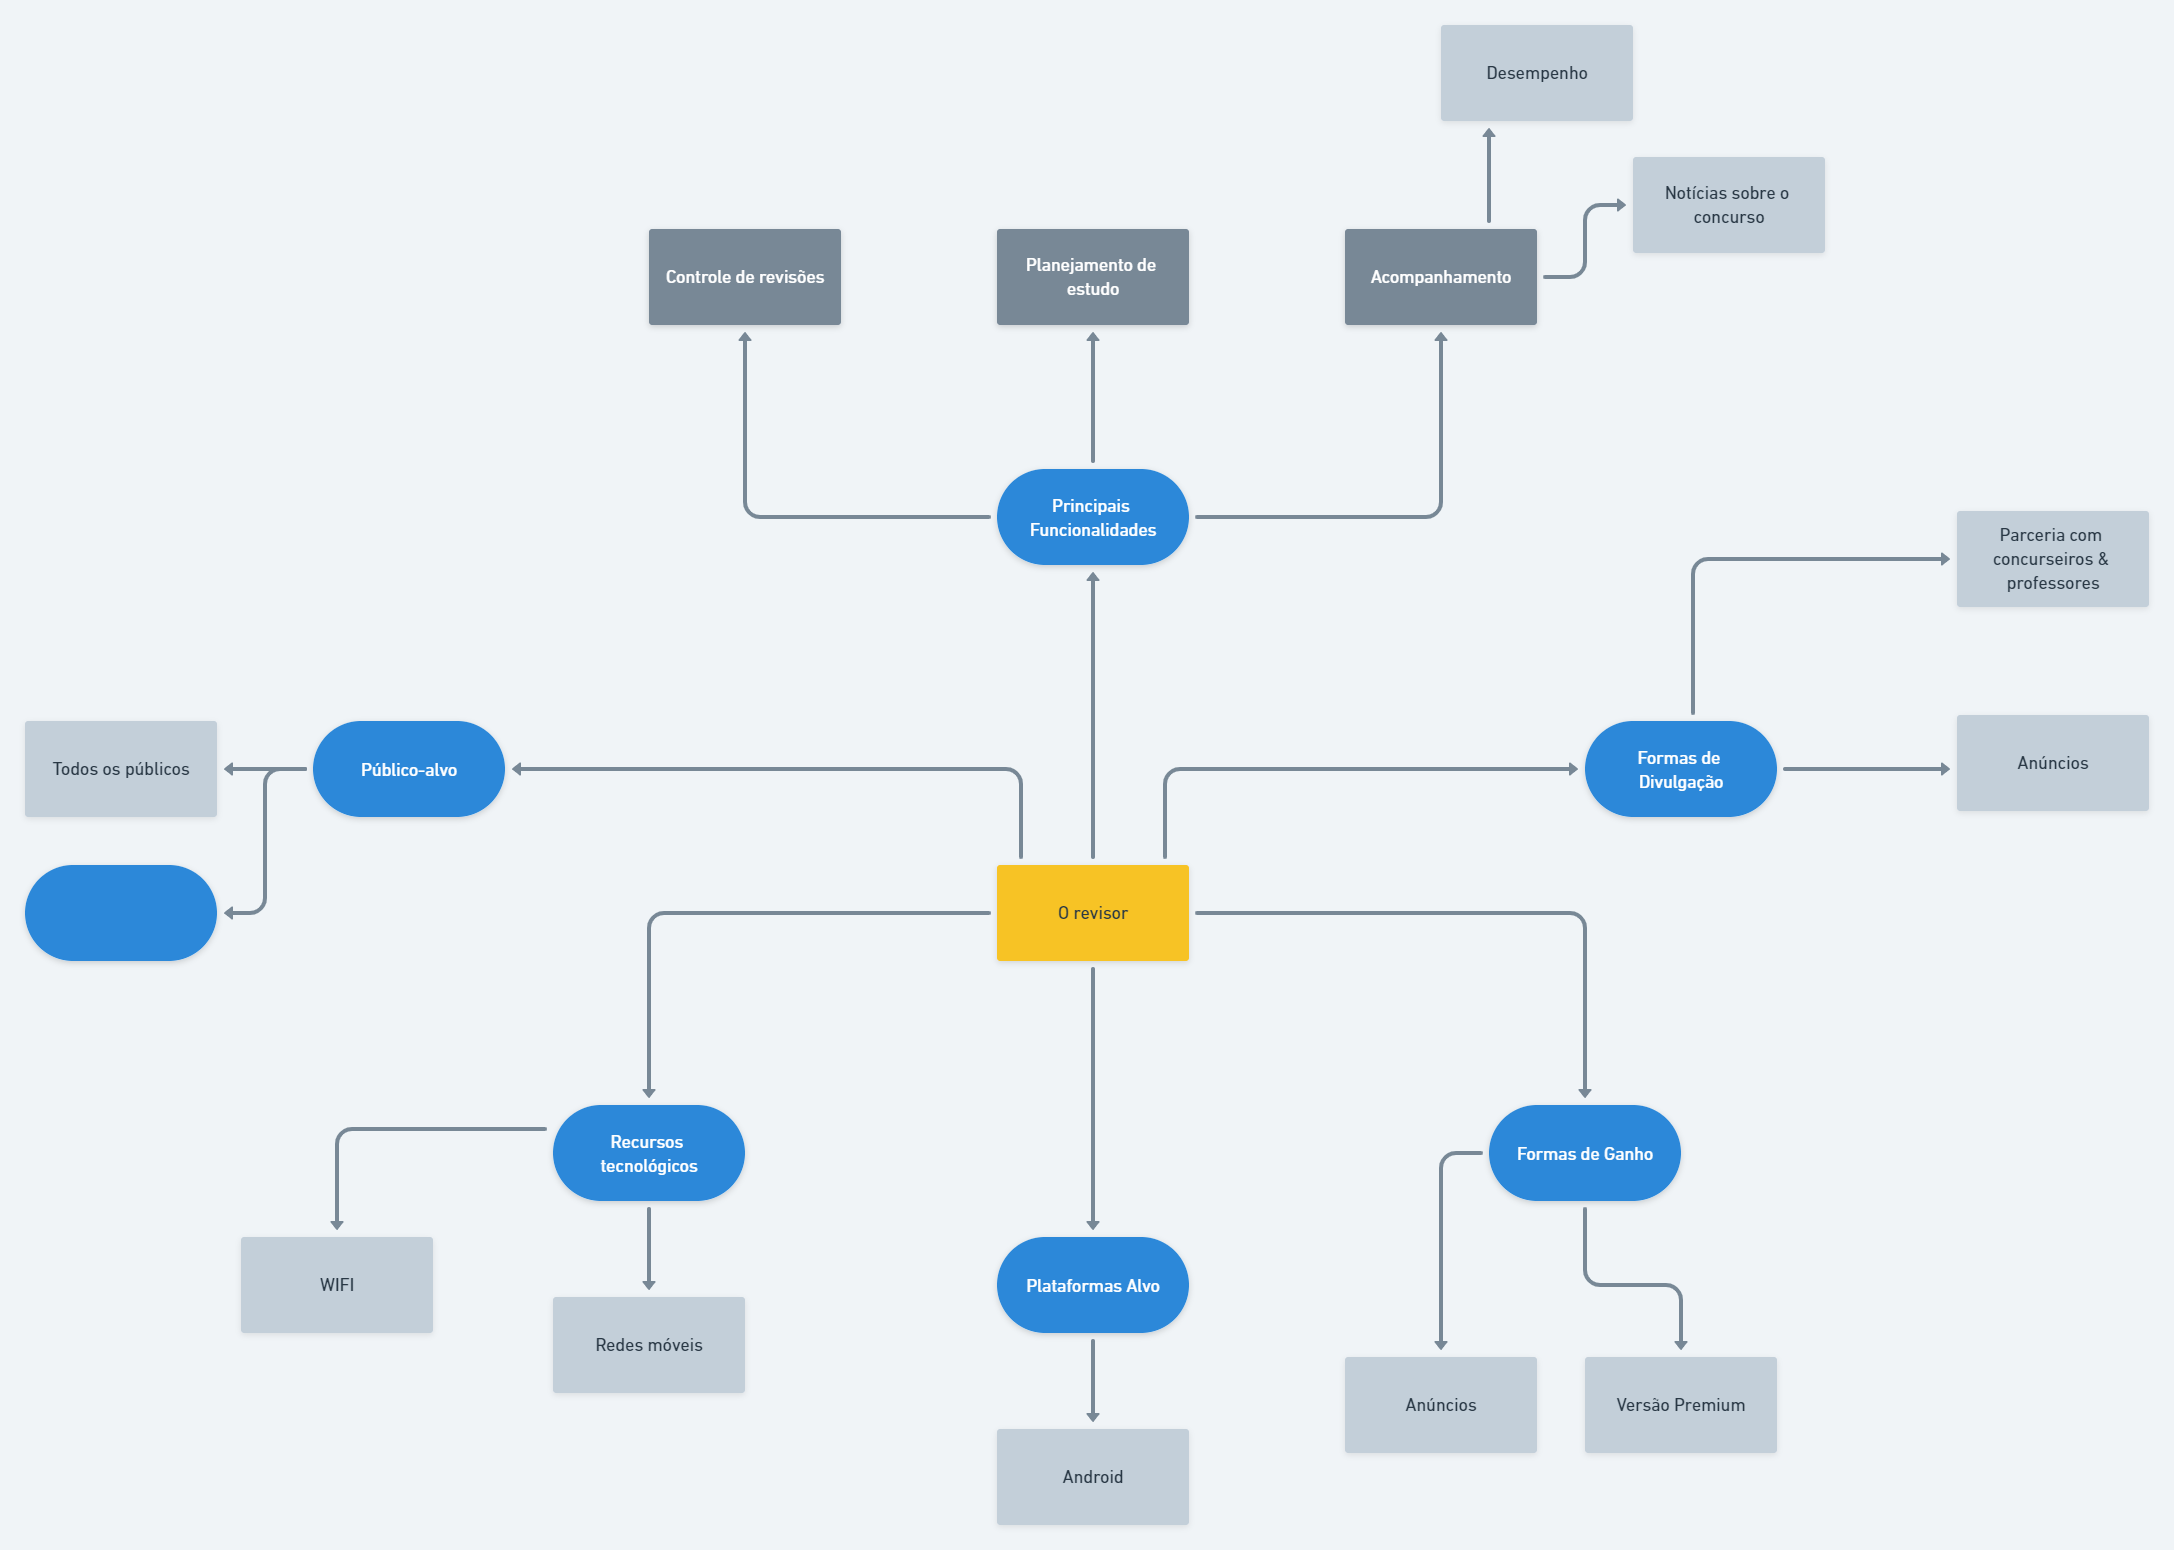 Desempenho
Notícias sobre o
concurso
Controle de revisões
Planejamento de
estudo
Acompanhamento
Principais
Funcionalidades
Parceria com
concurseiros &
professores
Todos os públicos
Público-alvo
Formas de
Divulgação
Anúncios
O revisor
Recursos
tecnológicos
Formas de Ganho
WIFI
Plataformas Alvo
Redes móveis
Anúncios
Versão Premium
Android